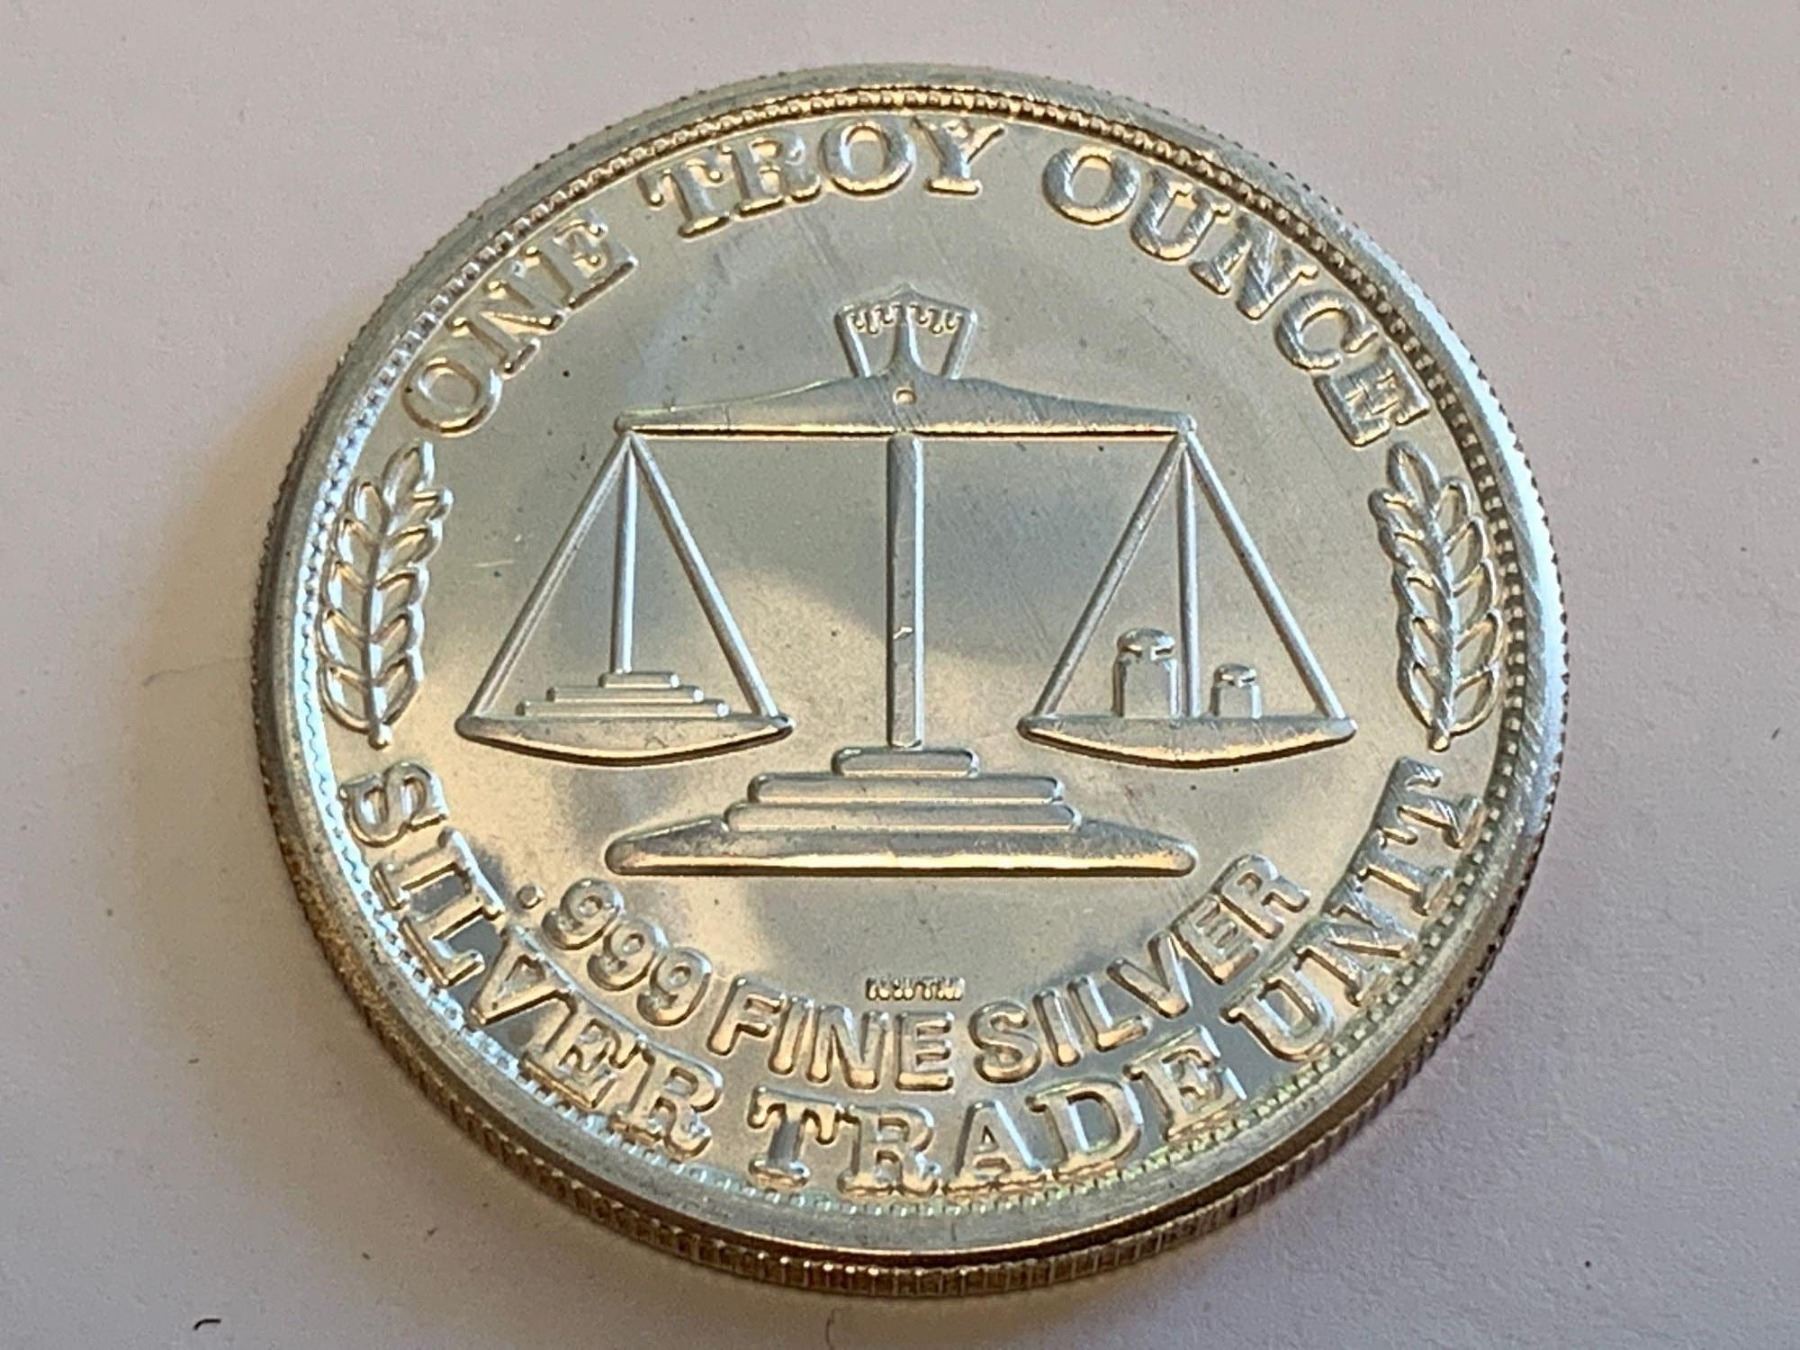 ONE TROY OUNCE
.999 FINE SILVER
SILVER TRADE UNIT